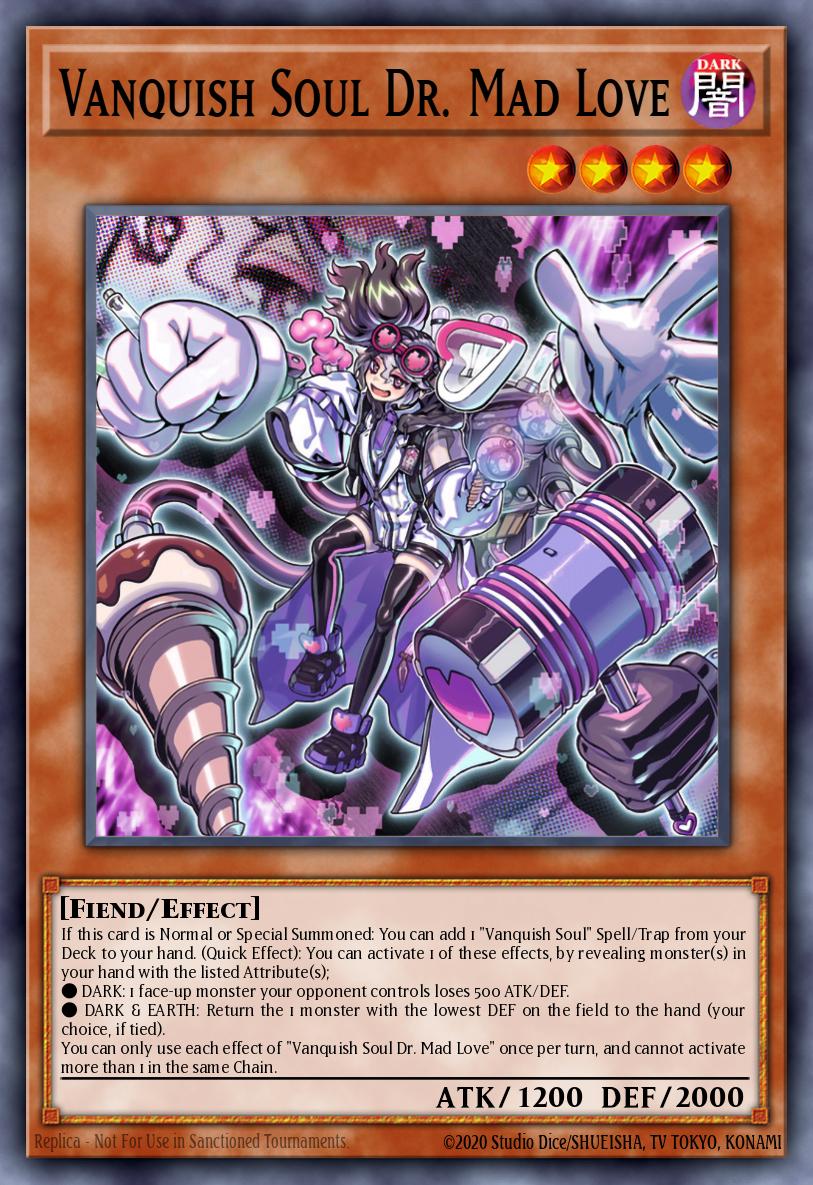 Vanquish Soul Dr. Mad Love
DARK
闇
[Fiend/Effect]
If this card is Normal or Special Summoned: You can add 1 "Vanquish Soul" Spell/Trap from your
Deck to your hand. (Quick Effect): You can activate 1 of these effects, by revealing monster(s) in
your hand with the listed Attribute(s);
● DARK: 1 face-up monster your opponent controls loses 500 ATK/DEF.
● DARK & EARTH: Return the 1 monster with the lowest DEF on the field to the hand (your
choice, if tied).
You can only use each effect of "Vanquish Soul Dr. Mad Love" once per turn, and cannot activate
more than 1 in the same Chain.
ATK/1200 DEF/2000
Replica - Not For Use in Sanctioned Tournaments.
©2020 Studio Dice/SHUEISHA, TV TOKYO, KONAMI